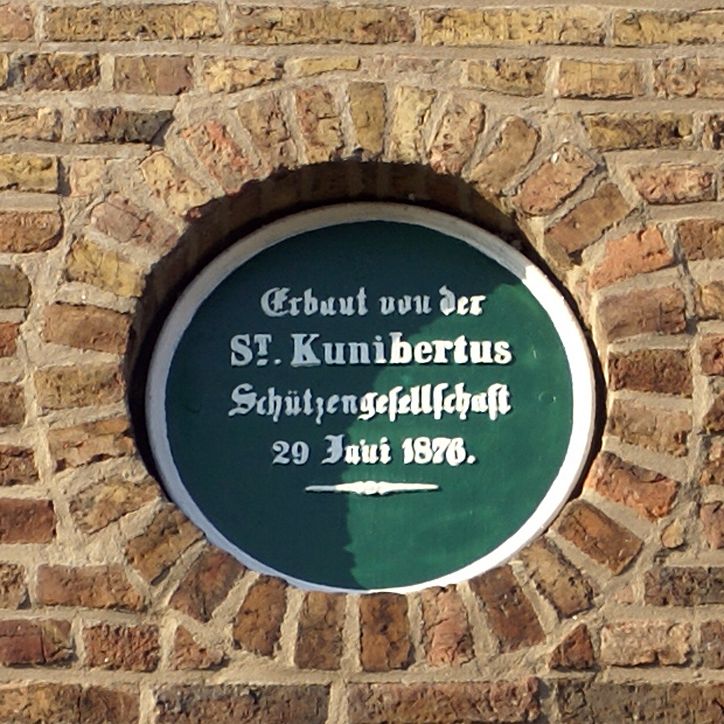 Erbaut von der
ST. Kunibertus
Schützengesellschaft
29 Juni 1876.